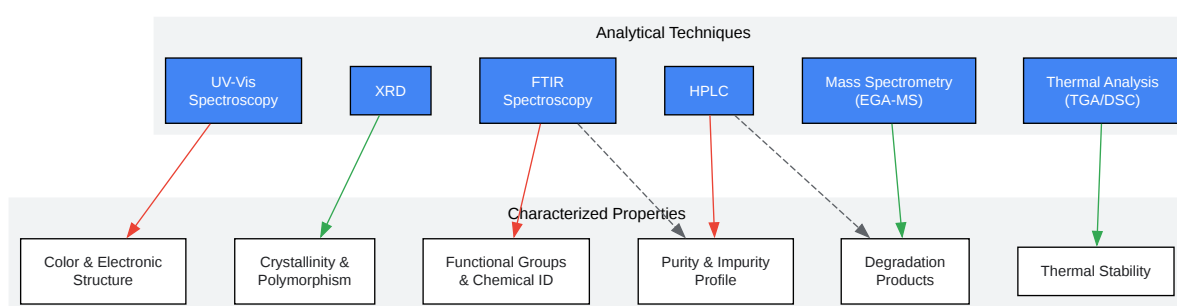 Analytical Techniques
UV-Vis
Spectroscopy
XRD
FTIR
Spectroscopy
HPLC
Mass Spectrometry
(EGA-MS)
Thermal Analysis
(TGA/DSC)
Characterized Properties
Color & Electronic
Structure
Crystallinity &
Polymorphism
Functional Groups
& Chemical ID
Purity & Impurity
Profile
Degradation
Products
Thermal Stability